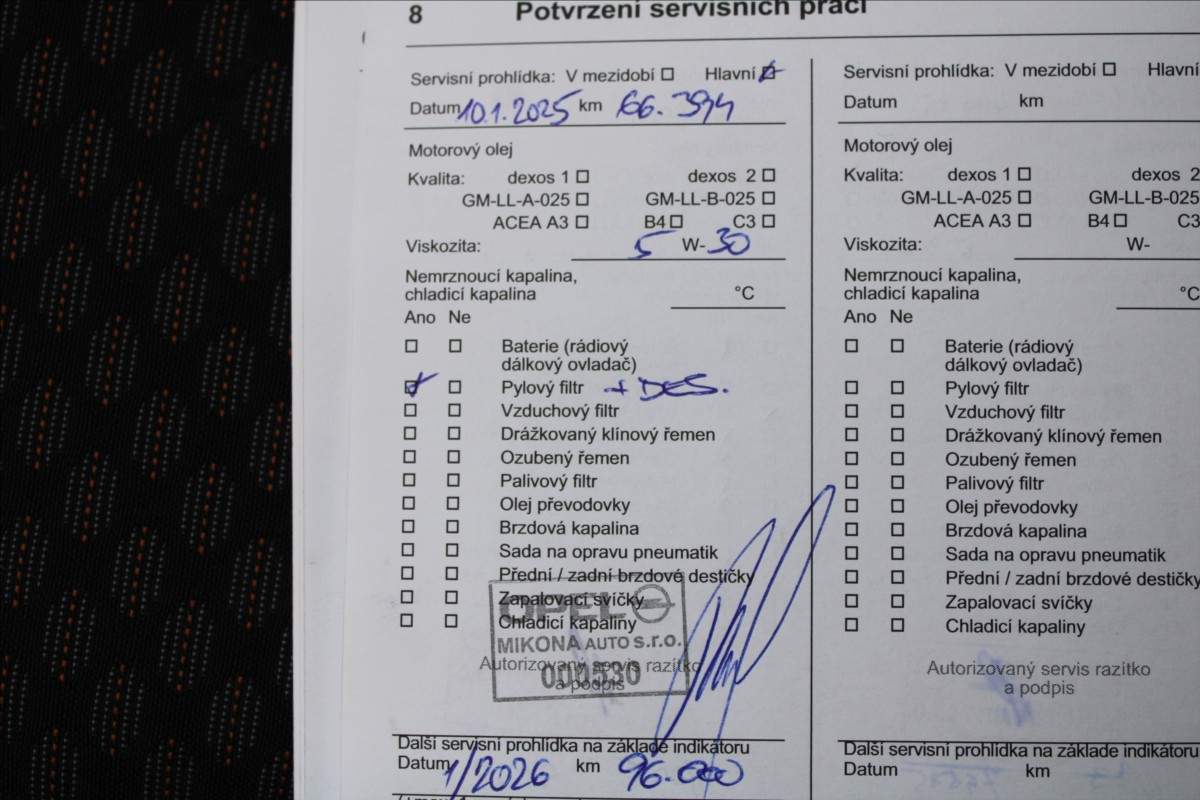 8 Potvrzení servisních prací
Servisní prohlídka: V mezidobí Hlavní
Datum 10.1.2025 km 66.394
Motorový olej
Kvalita: dexos 1 dexos 2
GM-LL-A-025 GM-LL-B-025
ACEA A3 B4 C3
Viskozita: 5 W-30
Nemrznoucí kapalina,
chladicí kapalina °C
Ano Ne
Baterie (rádiový
dálkový ovladač)
Pylový filtr + DES.
Vzduchový filtr
Drážkovaný klínový řemen
Ozubený řemen
Palivový filtr
Olej převodovky
Brzdová kapalina
Sada na opravu pneumatik
Přední / zadní brzdové destičky
Zapalovací svíčky
Chladicí kapaliny
OPEL
MIKONA AUTO s.r.o.
000530
Autorizovaný servis razítko
a podpis
Další servisní prohlídka na základě indikátoru
Datum 1/2026 km 96.000
Servisní prohlídka: V mezidobí Hlavní
Datum km
Motorový olej
Kvalita: dexos 1 dexos 2
GM-LL-A-025 GM-LL-B-025
ACEA A3 B4 C3
Viskozita: W-
Nemrznoucí kapalina,
chladicí kapalina °C
Ano Ne
Baterie (rádiový
dálkový ovladač)
Pylový filtr
Vzduchový filtr
Drážkovaný klínový řemen
Ozubený řemen
Palivový filtr
Olej převodovky
Brzdová kapalina
Sada na opravu pneumatik
Přední / zadní brzdové destičky
Zapalovací svíčky
Chladicí kapaliny
Autorizovaný servis razítko
a podpis
Další servisní prohlídka na základě indikátoru
Datum km